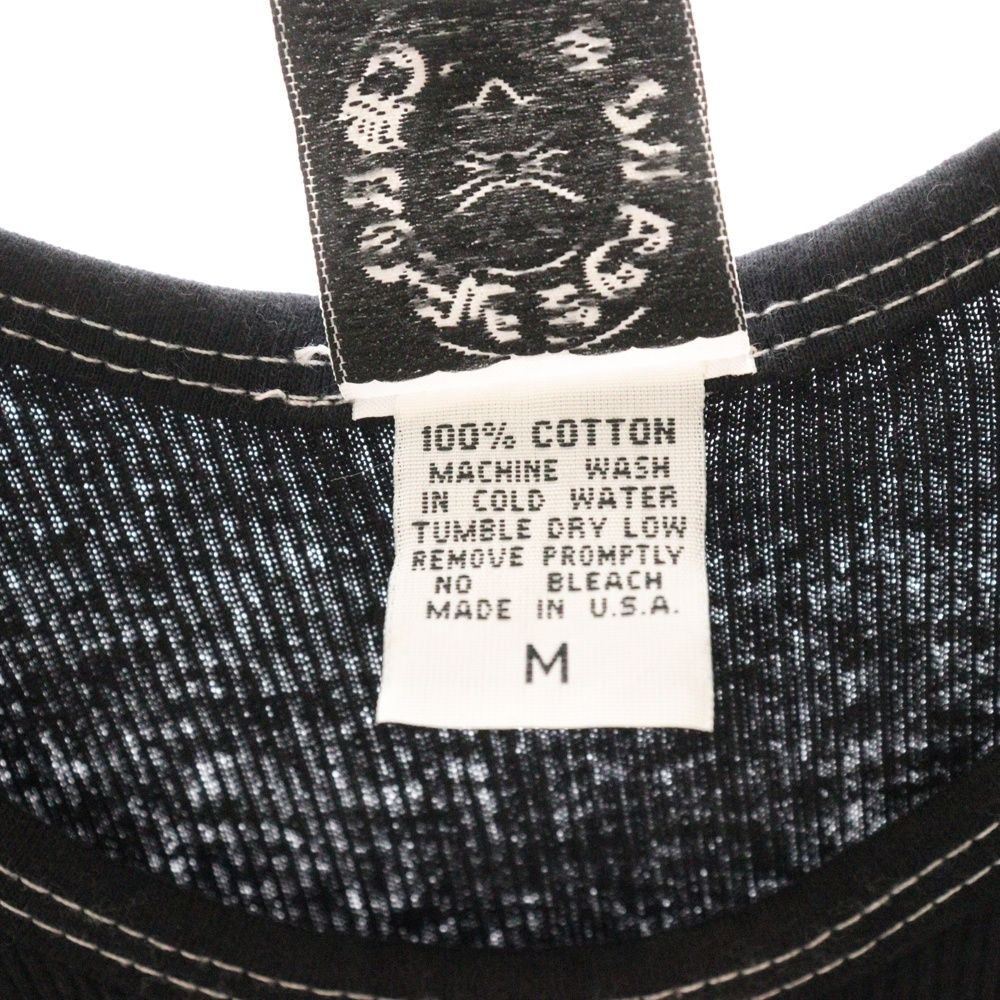 100% COTTON
MACHINE WASH
IN COLD WATER
TUMBLE DRY LOW
REMOVE PROMPTLY
NO BLEACH
MADE IN U.S.A.
M